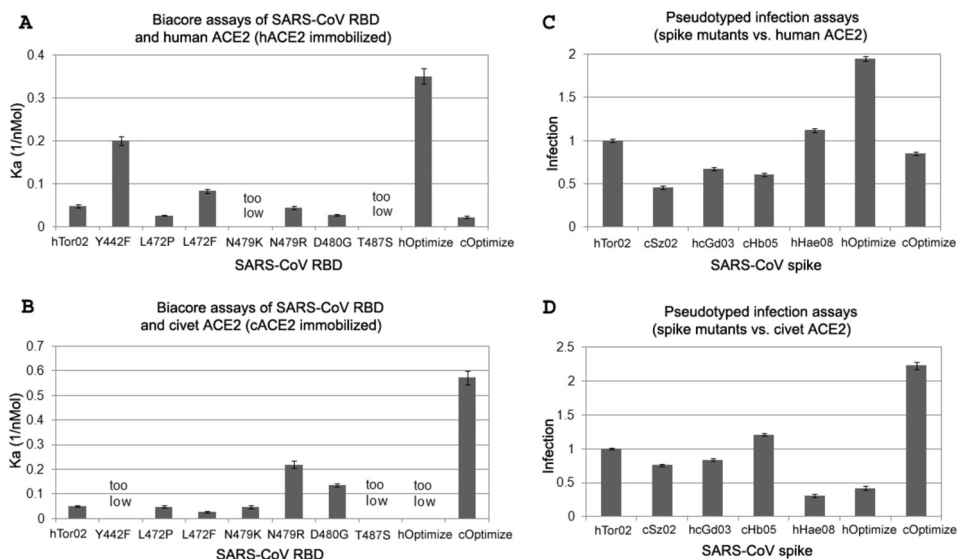 A
Biacore assays of SARS-CoV RBD
and human ACE2 (hACE2 immobilized)
0.4
0.3
0.2
0.1
0
Ka (1/nMol)
too
low
too
low
hTor02 Y442F L472P L472F N479K N479R D480G T487S hOptimize cOptimize
SARS-CoV RBD
C
Pseudotyped infection assays
(spike mutants vs. human ACE2)
2
1.5
1
0.5
0
Infection
hTor02 cSz02 hcGd03 cHb05 hHae08 hOptimize cOptimize
SARS-CoV spike
B
Biacore assays of SARS-CoV RBD
and civet ACE2 (cACE2 immobilized)
0.7
0.6
0.5
0.4
0.3
0.2
0.1
0
Ka (1/nMol)
too
low
too
low
too
low
hTor02 Y442F L472P L472F N479K N479R D480G T487S hOptimize cOptimize
SARS-CoV RBD
D
Pseudotyped infection assays
(spike mutants vs. civet ACE2)
2.5
2
1.5
1
0.5
0
Infection
hTor02 cSz02 hcGd03 cHb05 hHae08 hOptimize cOptimize
SARS-CoV spike